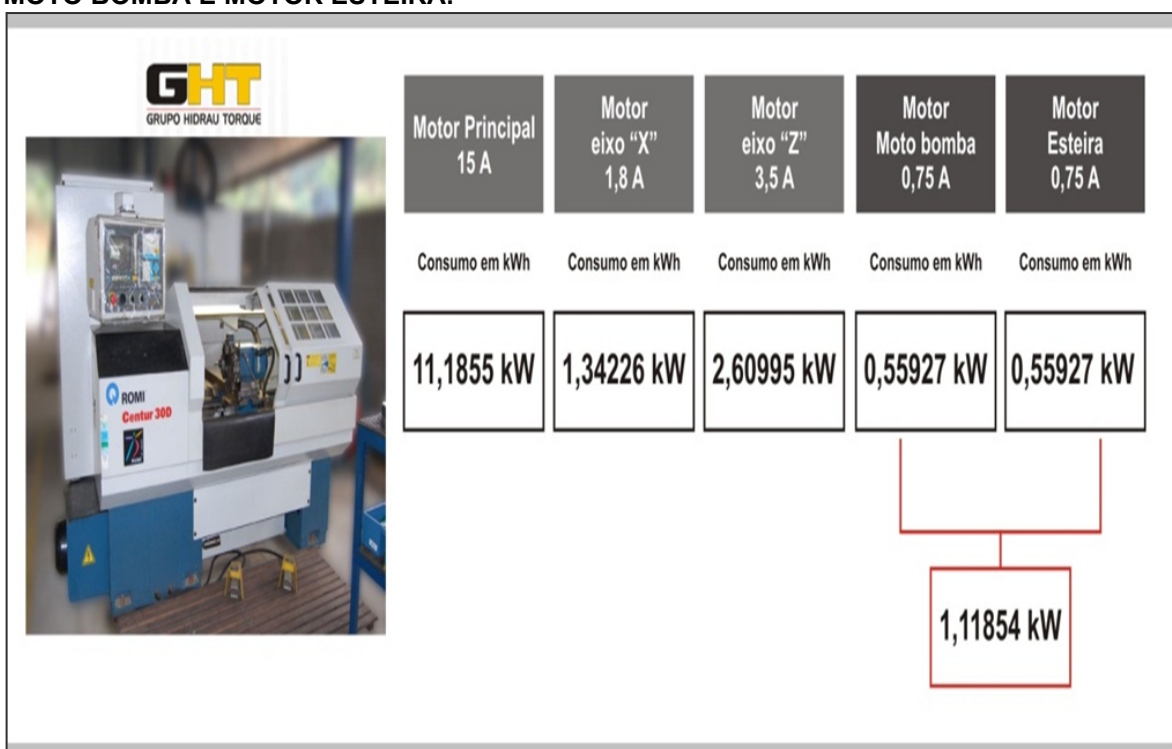 MOTO BOMBA E MOTOR ESTEIRA.
GHT
GRUPO HIDRAU TORQUE
Motor Principal
15 A
Motor
eixo “X”
1,8 A
Motor
eixo “Z”
3,5 A
Motor
Moto bomba
0,75 A
Motor
Esteira
0,75 A
Consumo em kWh
Consumo em kWh
Consumo em kWh
Consumo em kWh
Consumo em kWh
11,1855 kW
1,34226 kW
2,60995 kW
0,55927 kW
0,55927 kW
1,11854 kW
ROMI
Centur 30D